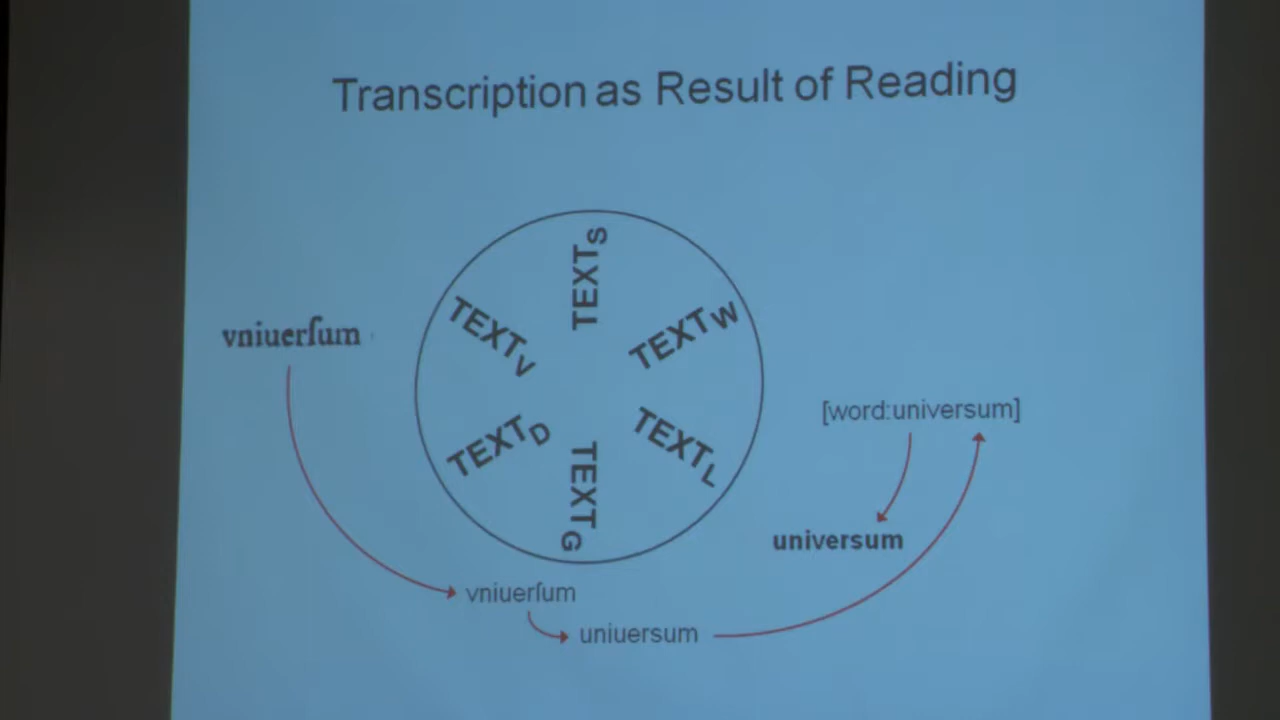 Transcription as Result of Reading
TEXTS
TEXTV
TEXTW
vniuerſum
[word:universum]
TEXTD
TEXTL
TEXTG
universum
vniuerſum
uniuersum